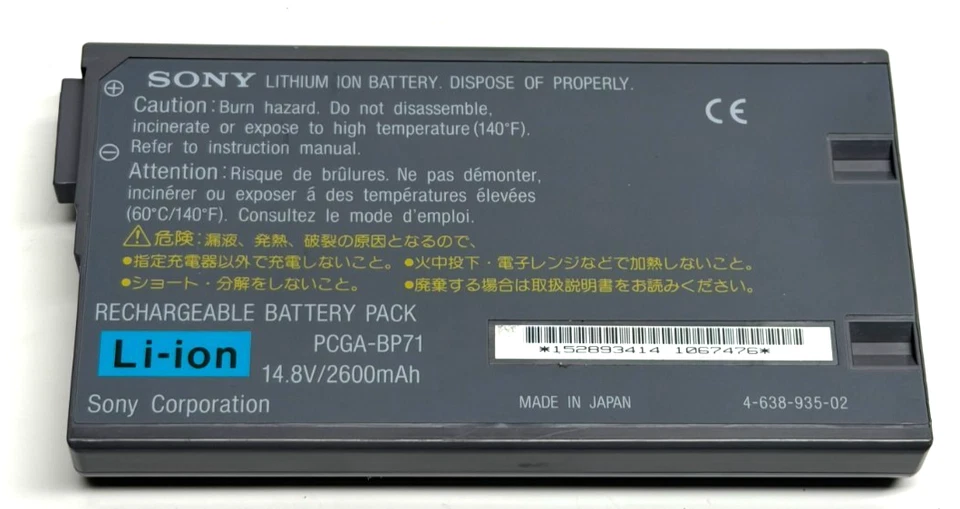 SONY LITHIUM ION BATTERY. DISPOSE OF PROPERLY.
Caution: Burn hazard. Do not disassemble,
incinerate or expose to high temperature (140°F).
Refer to instruction manual.
Attention: Risque de brûlures. Ne pas démonter,
incinérer ou exposer á des températures élevées
(60°C/140°F). Consultez le mode d'emploi.
CE
⚠危険:漏液、発熱、破裂の原因となるので、
●指定充電器以外で充電しないこと。 ●火中投下・電子レンジなどで加熱しないこと。
●ショート・分解をしないこと。 ●廃棄する場合は取扱説明書をお読みください。
RECHARGEABLE BATTERY PACK
Li-ion
PCGA-BP71
14.8V/2600mAh
*152893414 1067476*
Sony Corporation
MADE IN JAPAN
4-638-935-02